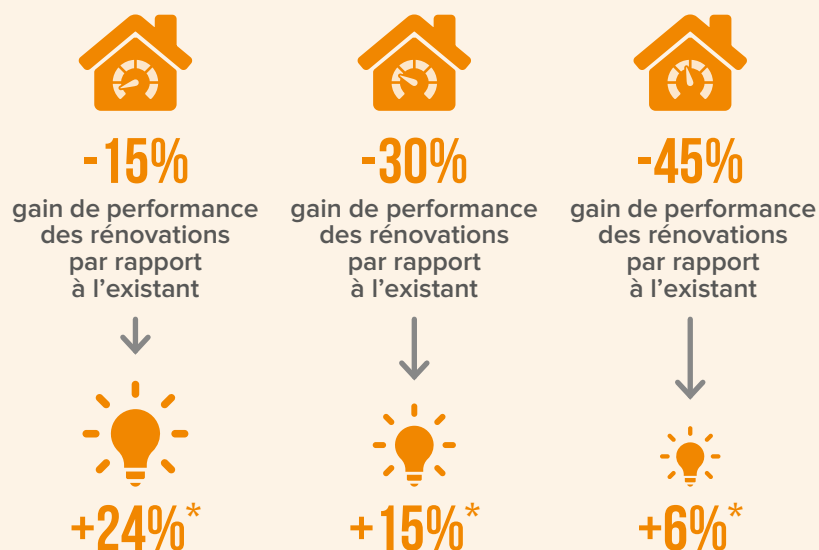 -15%
gain de performance
des rénovations
par rapport
à l’existant
+24%*
-30%
gain de performance
des rénovations
par rapport
à l’existant
+15%*
-45%
gain de performance
des rénovations
par rapport
à l’existant
+6%*